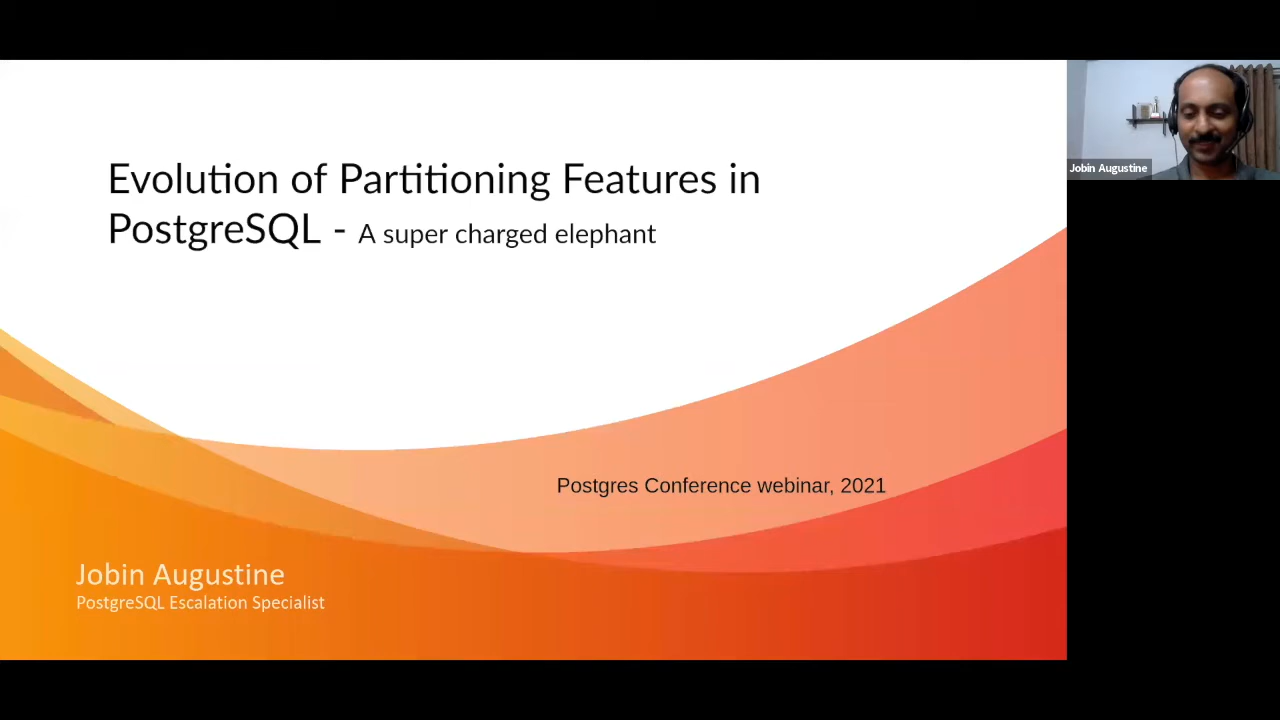 Evolution of Partitioning Features in
PostgreSQL - A super charged elephant
Jobin Augustine
Postgres Conference webinar, 2021
Jobin Augustine
PostgreSQL Escalation Specialist